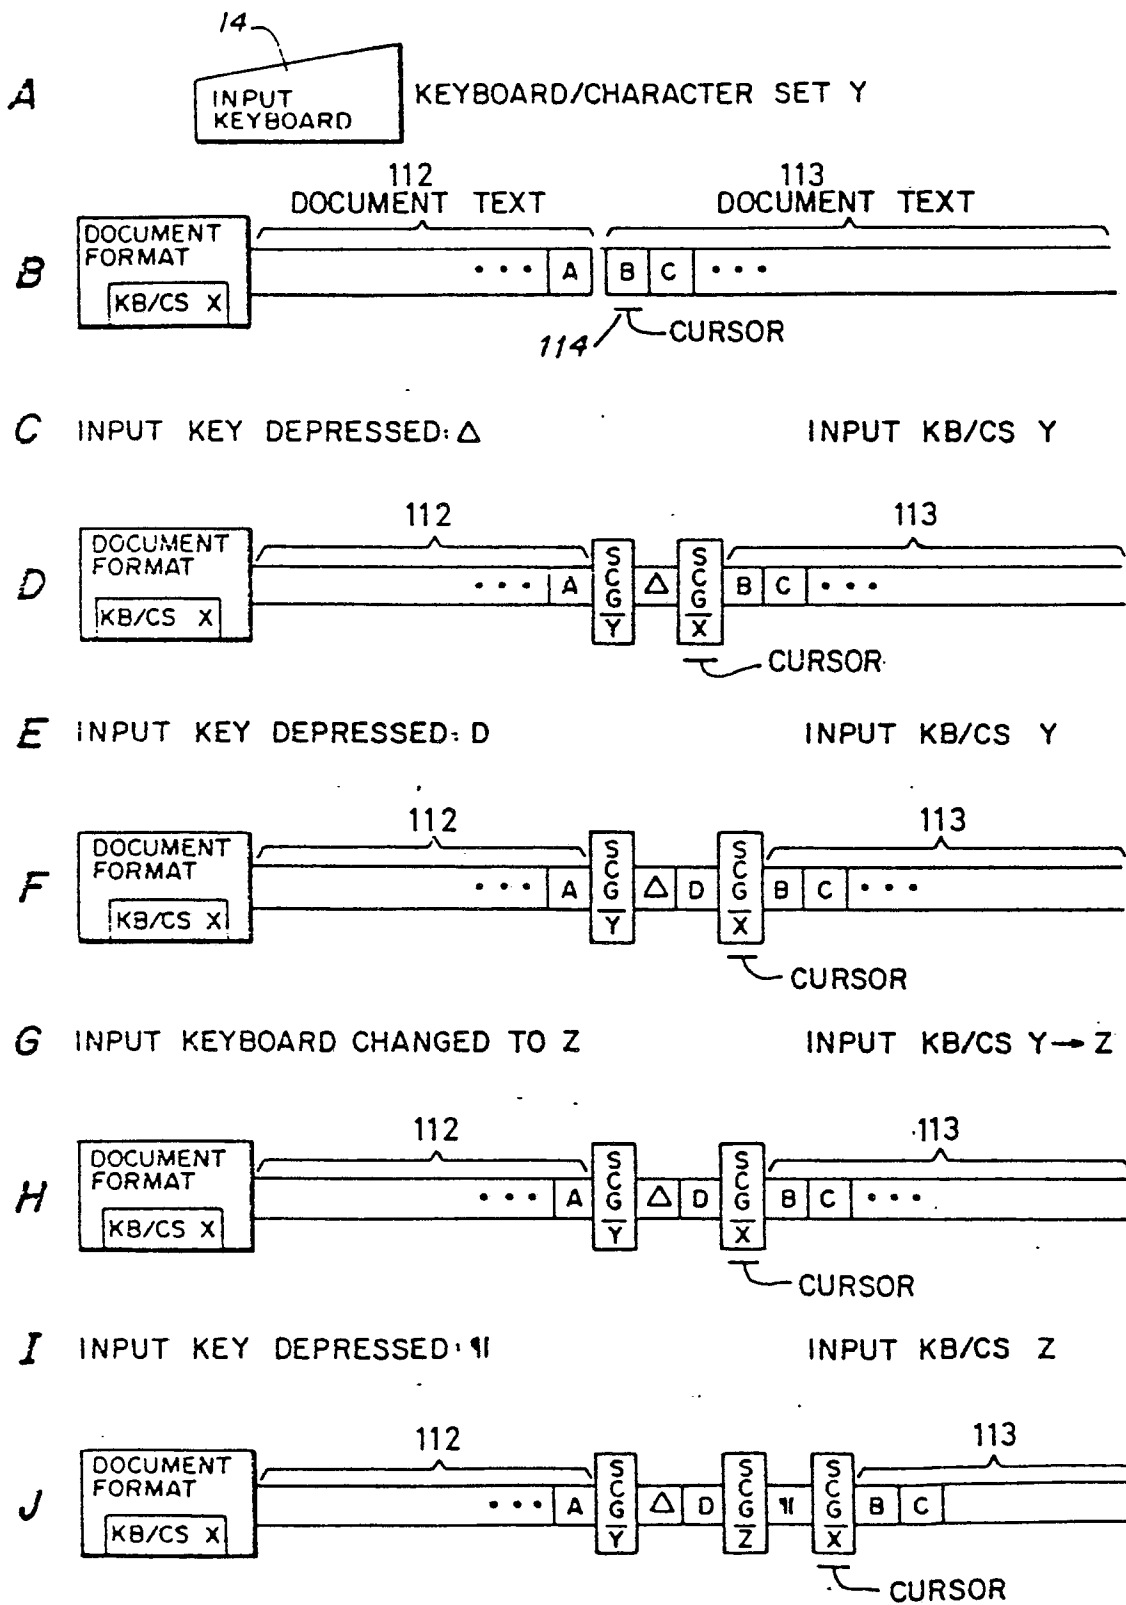 14
A
INPUT
KEYBOARD
KEYBOARD/CHARACTER SET Y
112
DOCUMENT TEXT
113
DOCUMENT TEXT
B
DOCUMENT
FORMAT
KB/CS X
• • • A
B C • • •
114
CURSOR
C INPUT KEY DEPRESSED: △ INPUT KB/CS Y
112
113
D
DOCUMENT
FORMAT
KB/CS X
• • • A
SCG Y
△
SCG X
B C • • •
CURSOR
E INPUT KEY DEPRESSED: D INPUT KB/CS Y
112
113
F
DOCUMENT
FORMAT
KB/CS X
• • • A
SCG Y
△ D
SCG X
B C • • •
CURSOR
G INPUT KEYBOARD CHANGED TO Z INPUT KB/CS Y→ Z
112
113
H
DOCUMENT
FORMAT
KB/CS X
• • • A
SCG Y
△ D
SCG X
B C • • •
CURSOR
I INPUT KEY DEPRESSED: ¶ INPUT KB/CS Z
112
113
J
DOCUMENT
FORMAT
KB/CS X
• • • A
SCG Y
△ D
SCG Z
¶
SCG X
B C
CURSOR